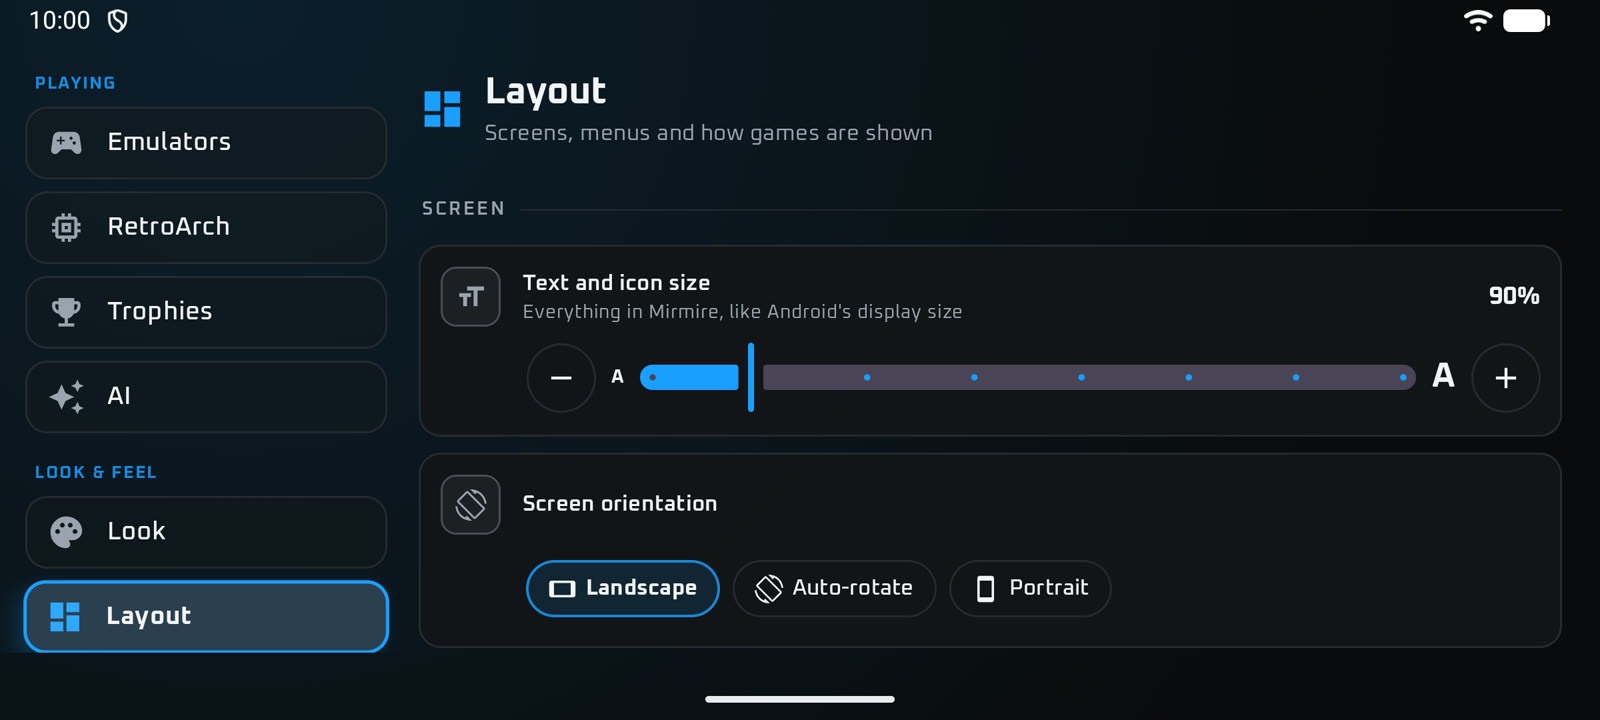 10:00
PLAYING
Emulators
RetroArch
Trophies
AI
LOOK & FEEL
Look
Layout
Layout
Screens, menus and how games are shown
SCREEN
Text and icon size
Everything in Mirmire, like Android's display size
90%
A
A
Screen orientation
Landscape
Auto-rotate
Portrait